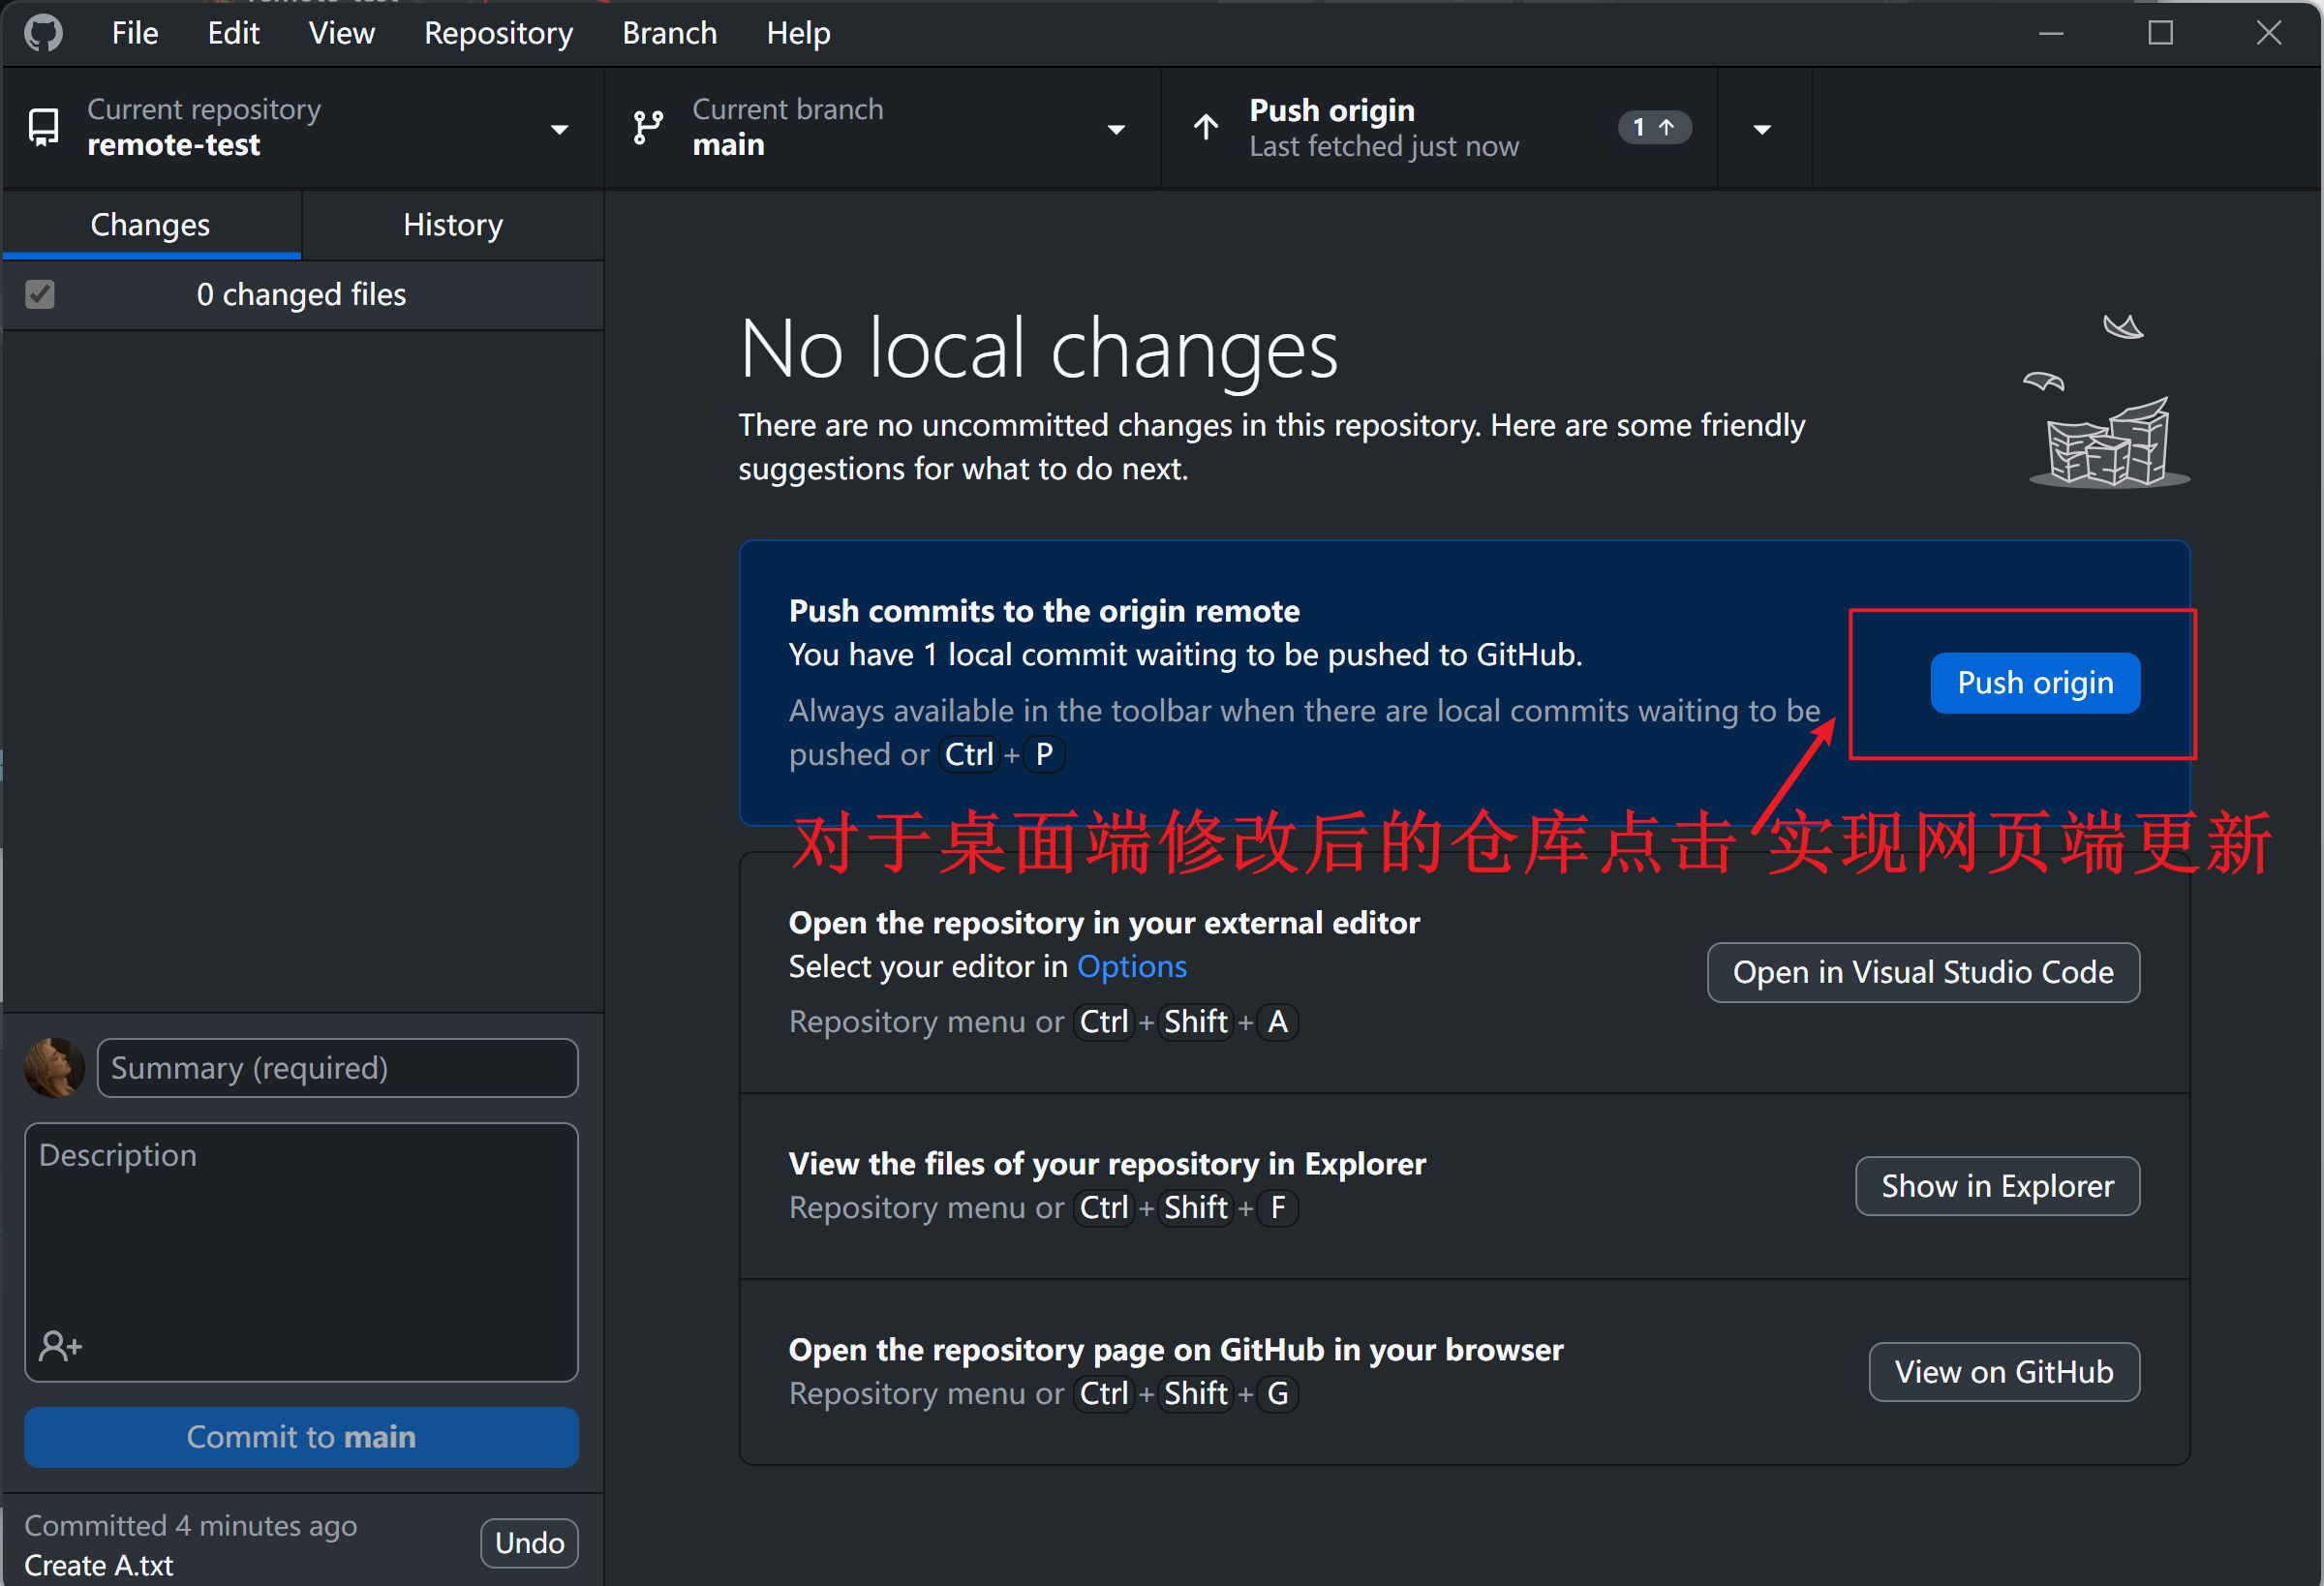 File Edit View Repository Branch Help
Current repository
remote-test
Current branch
main
Push origin
Last fetched just now
1
Changes
History
0 changed files
No local changes
There are no uncommitted changes in this repository. Here are some friendly
suggestions for what to do next.
Push commits to the origin remote
You have 1 local commit waiting to be pushed to GitHub.
Always available in the toolbar when there are local commits waiting to be
pushed or Ctrl + P
Push origin
对于桌面端修改后的仓库点击 实现网页端更新
Open the repository in your external editor
Select your editor in Options
Repository menu or Ctrl + Shift + A
Open in Visual Studio Code
View the files of your repository in Explorer
Repository menu or Ctrl + Shift + F
Show in Explorer
Open the repository page on GitHub in your browser
Repository menu or Ctrl + Shift + G
View on GitHub
Summary (required)
Description
Commit to main
Committed 4 minutes ago
Create A.txt
Undo